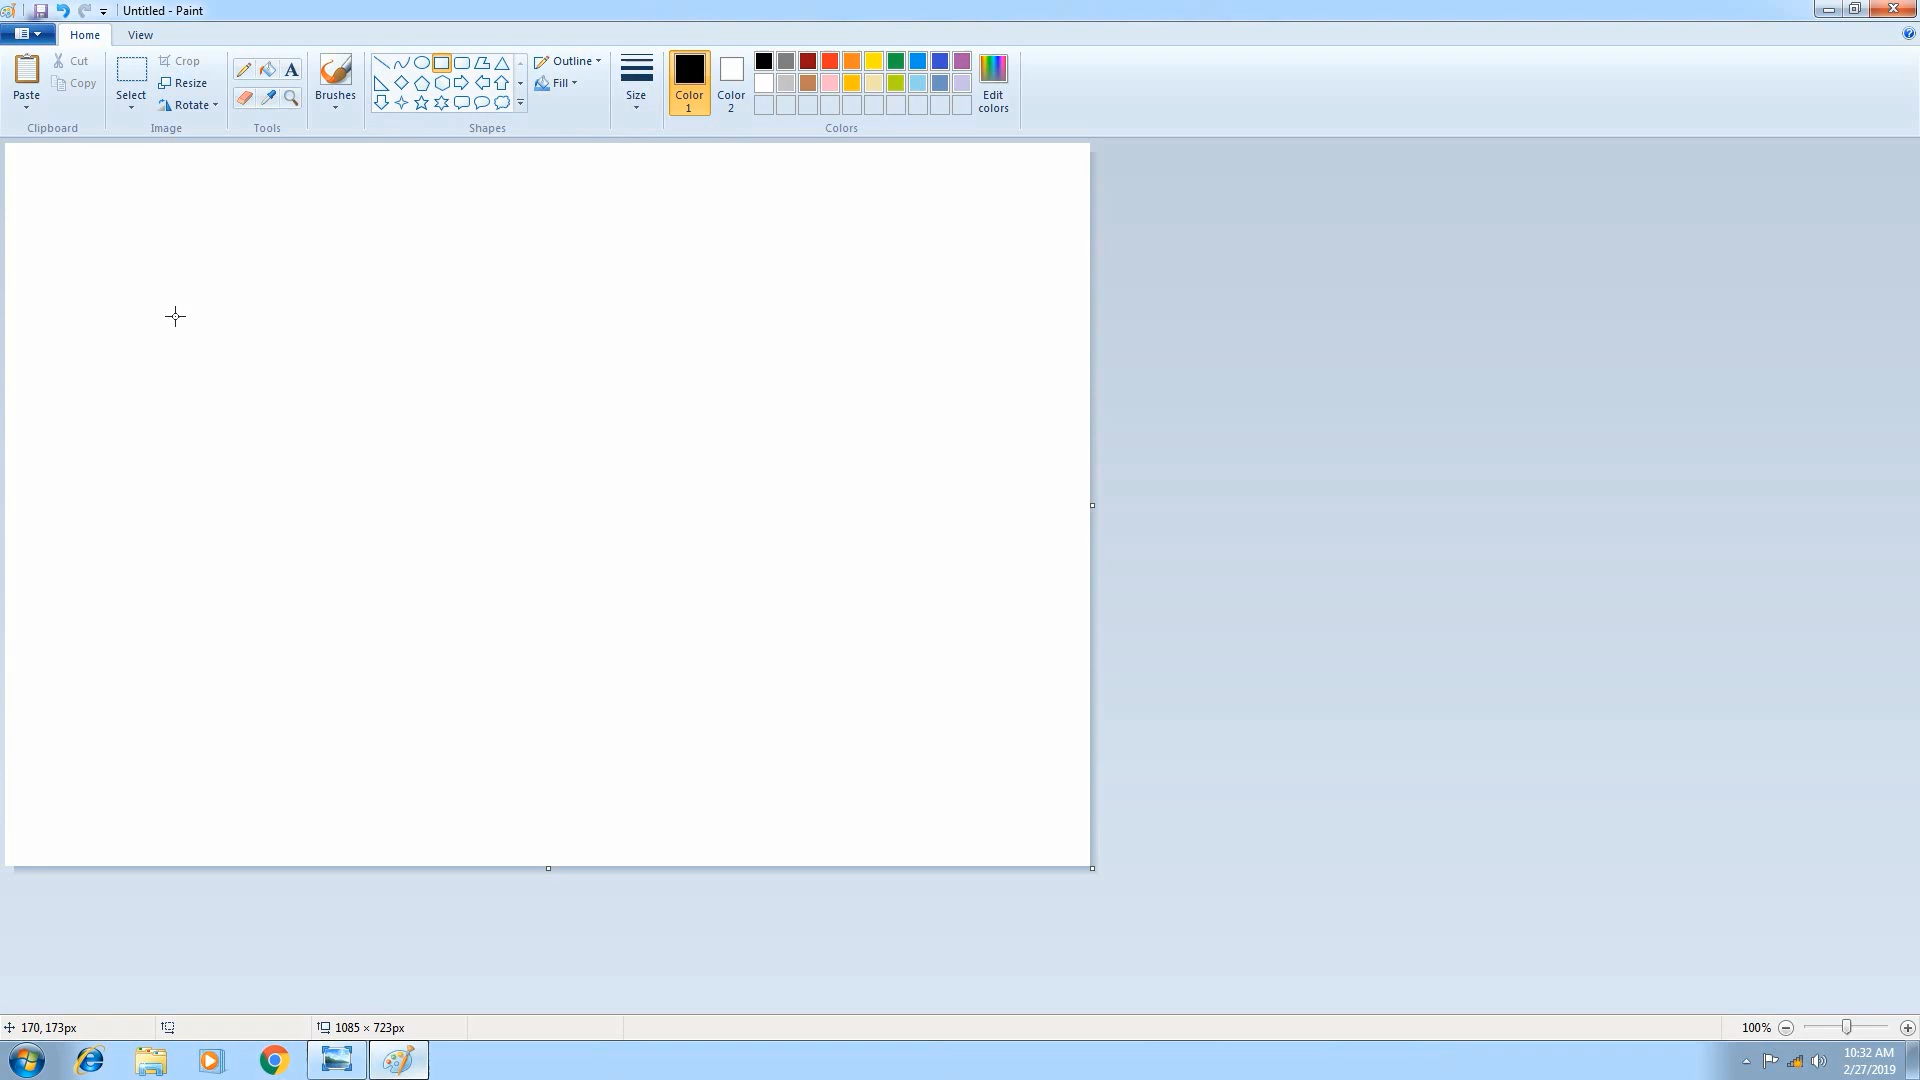 Untitled - Paint
Home View
Paste
Cut
Copy
Clipboard
Select
Crop
Resize
Rotate
Image
A
Tools
Brushes
Shapes
Outline
Fill
Size
Color
1
Color
2
Edit
colors
Colors
170, 173px
1085 × 723px
100%
10:32 AM
2/27/2019